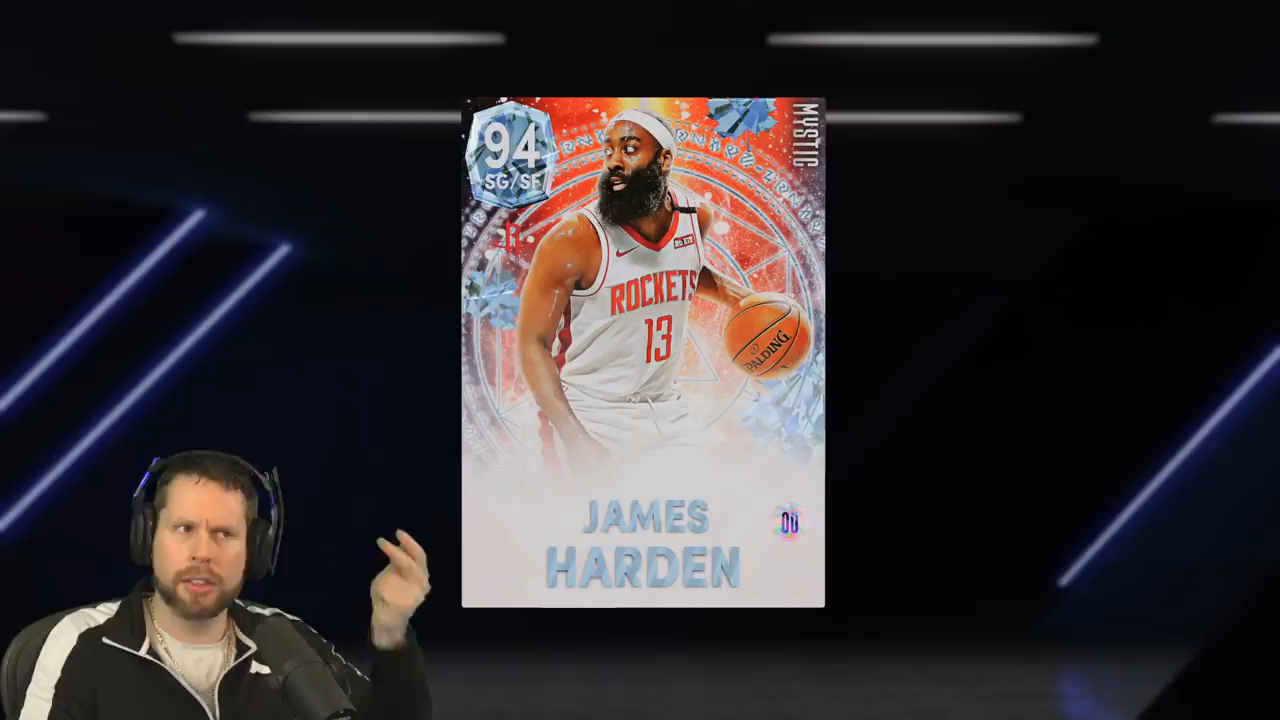 94
SG/SF
MYSTIC
ROCKETS
13
SPALDING
JAMES
HARDEN